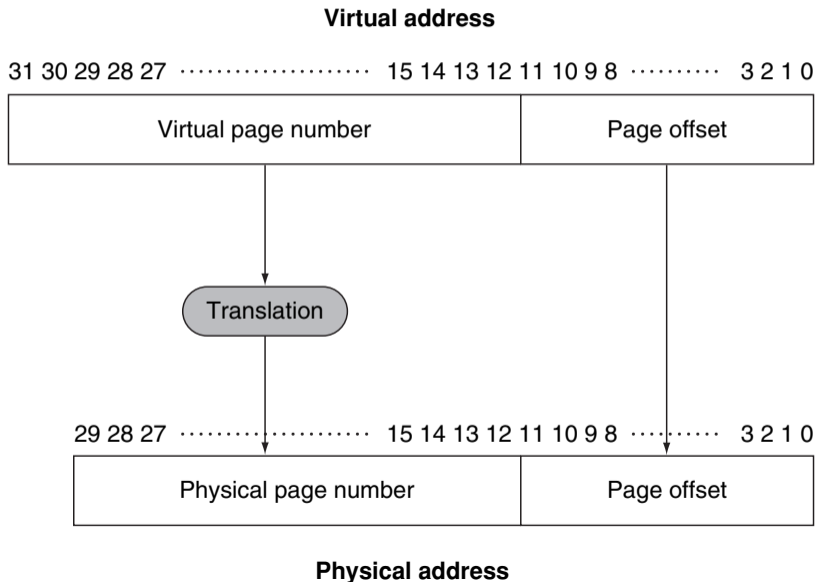 Virtual address
31 30 29 28 27 ····················· 15 14 13 12 11 10 9 8 ·········· 3 2 1 0
Virtual page number Page offset
Translation
29 28 27 ····················· 15 14 13 12 11 10 9 8 ·········· 3 2 1 0
Physical page number Page offset
Physical address